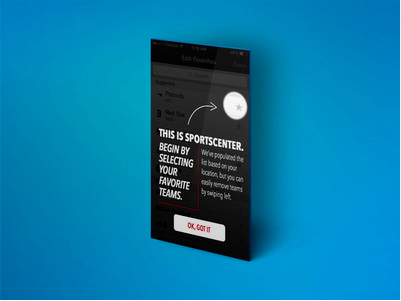 Edit Favorites
Patriots
Red Sox
THIS IS SPORTSCENTER.
BEGIN BY
SELECTING
YOUR
FAVORITE
TEAMS.
We've populated the
list based on your
location, but you can
easily remove teams
by swiping left.
OK, GOT IT